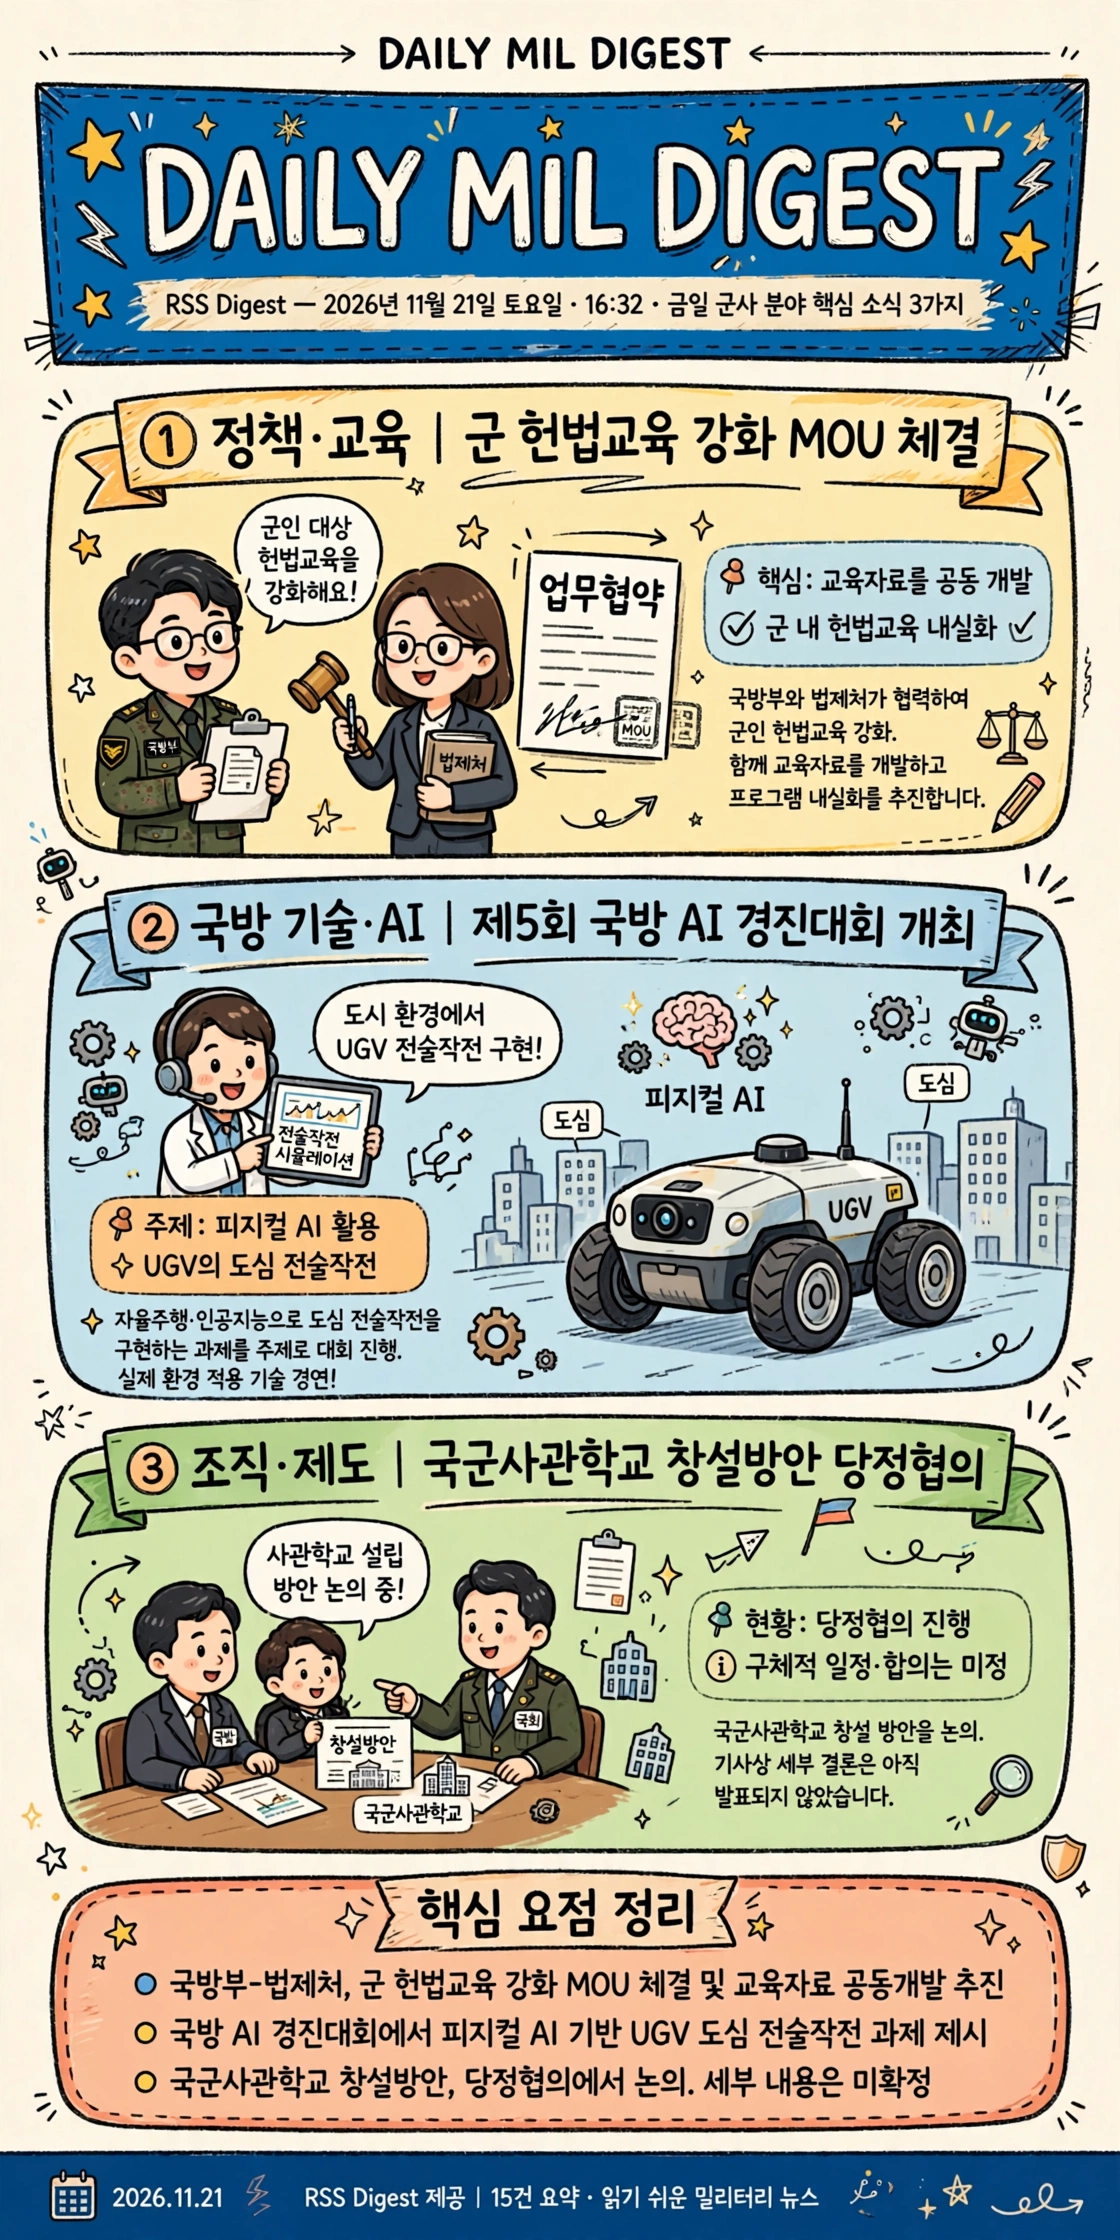 DAILY MIL DIGEST
DAILY MIL DIGEST
RSS Digest — 2026년 11월 21일 토요일 · 16:32 · 금일 군사 분야 핵심 소식 3가지
① 정책·교육 | 군 헌법교육 강화 MOU 체결
군인 대상
헌법교육을
강화해요!
국방부
법제처
업무협약
MOU
핵심: 교육자료를 공동 개발
군 내 헌법교육 내실화
국방부와 법제처가 협력하여
군인 헌법교육 강화.
함께 교육자료를 개발하고
프로그램 내실화를 추진합니다.
② 국방 기술·AI | 제5회 국방 AI 경진대회 개최
도시 환경에서
UGV 전술작전 구현!
전술작전
시뮬레이션
피지컬 AI
도심
도심
UGV
주제: 피지컬 AI 활용
UGV의 도심 전술작전
자율주행·인공지능으로 도심 전술작전을
구현하는 과제를 주제로 대회 진행.
실제 환경 적용 기술 경연!
③ 조직·제도 | 국군사관학교 창설방안 당정협의
사관학교 설립
방안 논의 중!
국방
국회
창설방안
국군사관학교
현황: 당정협의 진행
구체적 일정·합의는 미정
국군사관학교 창설 방안을 논의.
기사상 세부 결론은 아직
발표되지 않았습니다.
핵심 요점 정리
국방부-법제처, 군 헌법교육 강화 MOU 체결 및 교육자료 공동개발 추진
국방 AI 경진대회에서 피지컬 AI 기반 UGV 도심 전술작전 과제 제시
국군사관학교 창설방안, 당정협의에서 논의. 세부 내용은 미확정
2026.11.21
RSS Digest 제공 | 15건 요약 · 읽기 쉬운 밀리터리 뉴스